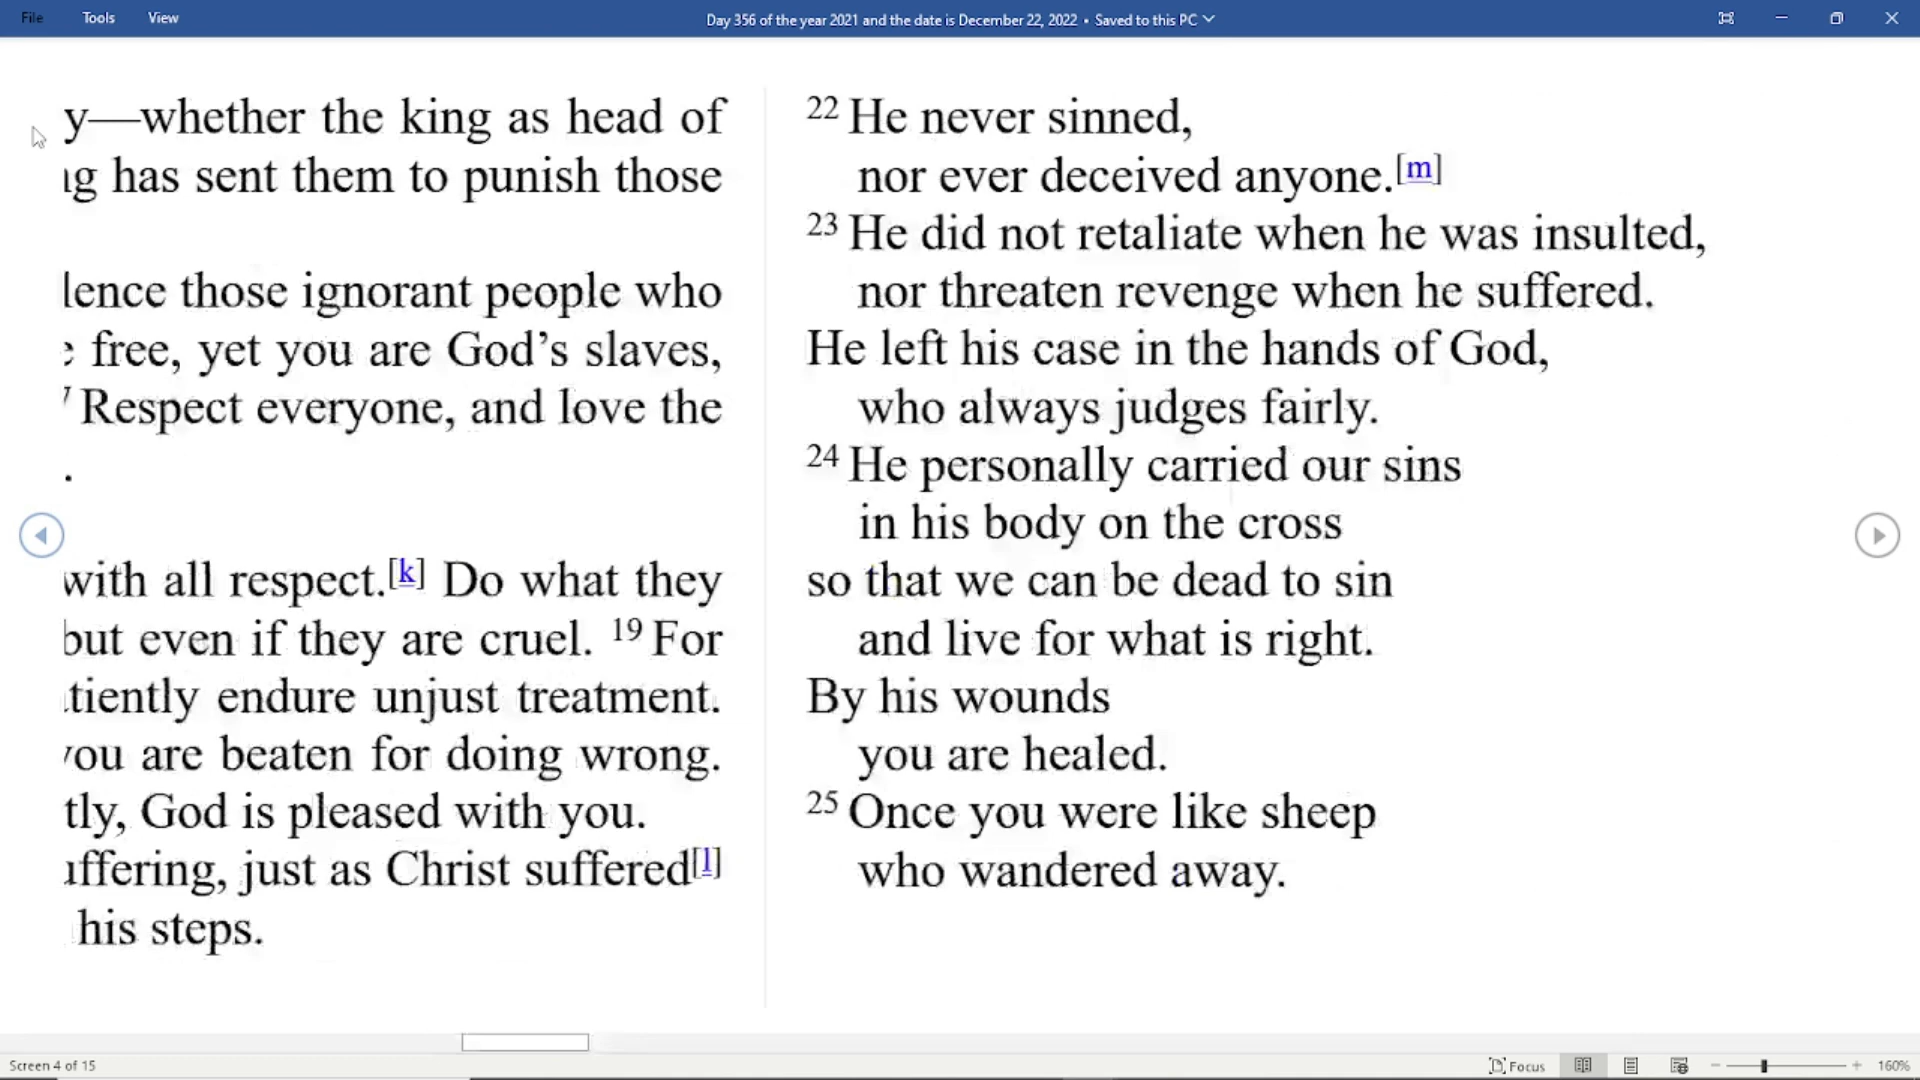 File Tools View Day 356 of the year 2021 and the date is December 22, 2022 • Saved to this PC
y—whether the king as head of
has sent them to punish those
those ignorant people who
free, yet you are God’s slaves,
Respect everyone, and love the
.
with all respect.[k] Do what they
but even if they are cruel. 19 For
endure unjust treatment.
you are beaten for doing wrong.
tly, God is pleased with you.
just as Christ suffered[l]
his steps.
22 He never sinned,
nor ever deceived anyone.[m]
23 He did not retaliate when he was insulted,
nor threaten revenge when he suffered.
He left his case in the hands of God,
who always judges fairly.
24 He personally carried our sins
in his body on the cross
so that we can be dead to sin
and live for what is right.
By his wounds
you are healed.
25 Once you were like sheep
who wandered away.
Screen 4 of 15 Focus 160%